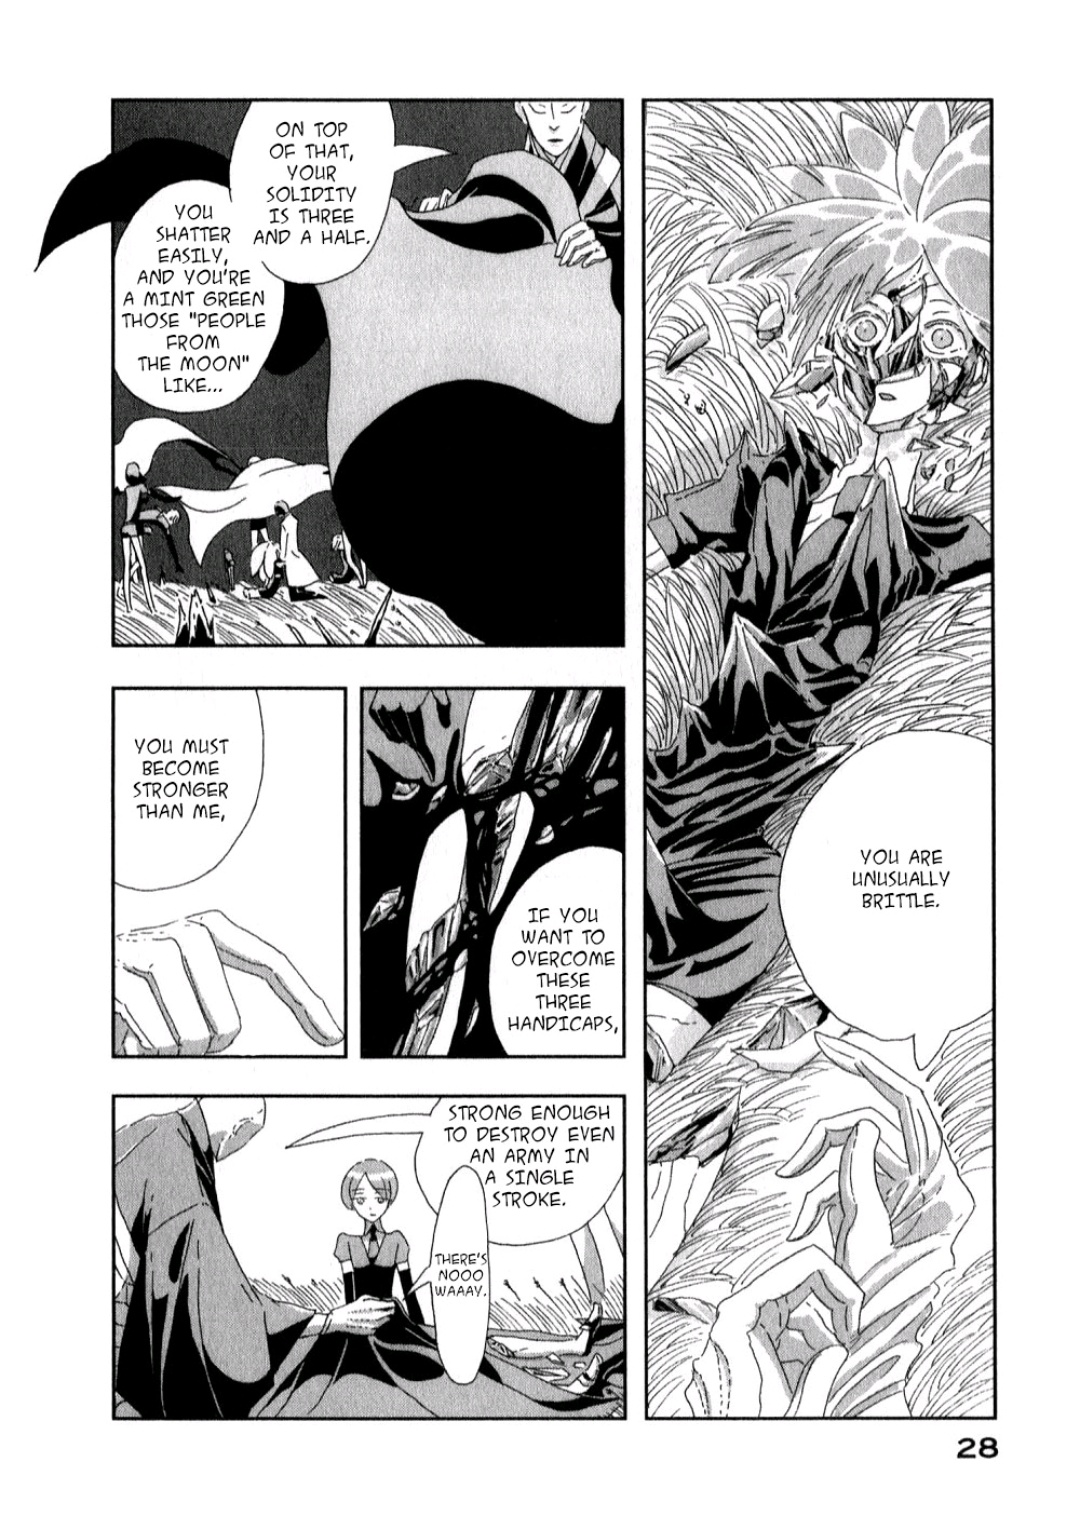 YOU ARE
UNUSUALLY
BRITTLE.
ON TOP
OF THAT,
YOUR
SOLIDITY
IS THREE
AND A HALF.
YOU
SHATTER
EASILY,
AND YOU'RE
A MINT GREEN
THOSE "PEOPLE
FROM
THE MOON"
LIKE...
IF YOU
WANT TO
OVERCOME
THESE
THREE
HANDICAPS,
YOU MUST
BECOME
STRONGER
THAN ME,
STRONG ENOUGH
TO DESTROY EVEN
AN ARMY IN
A SINGLE
STROKE.
THERE'S
NOOO
WAAAY.
28